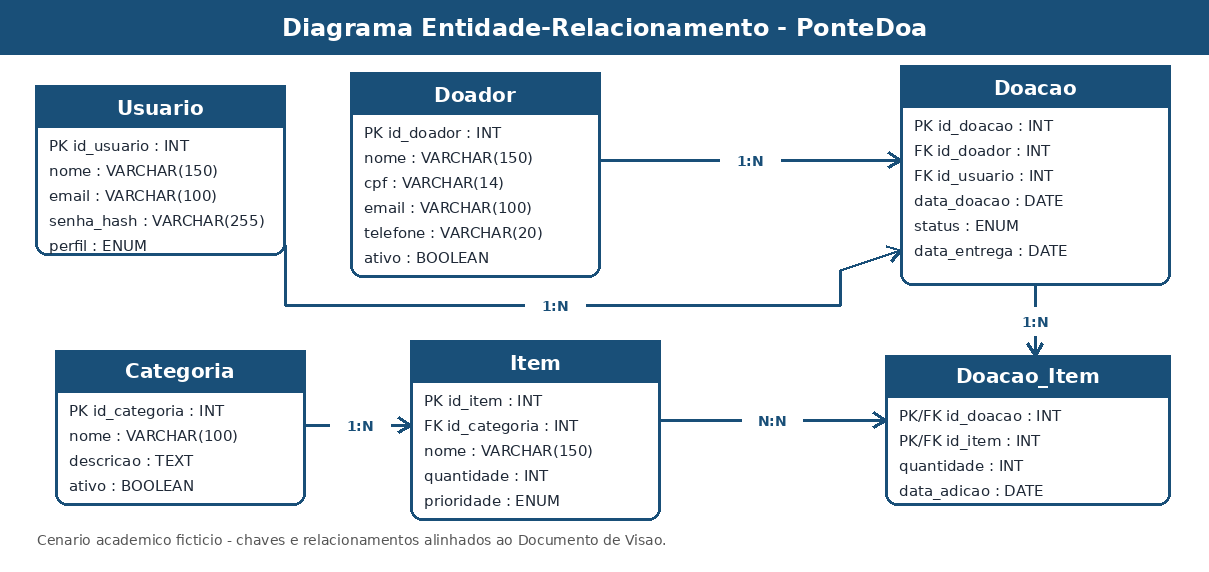 Diagrama Entidade-Relacionamento - PonteDoa
Usuario
PK id_usuario : INT
nome : VARCHAR(150)
email : VARCHAR(100)
senha_hash : VARCHAR(255)
perfil : ENUM
Doador
PK id_doador : INT
nome : VARCHAR(150)
cpf : VARCHAR(14)
email : VARCHAR(100)
telefone : VARCHAR(20)
ativo : BOOLEAN
1:N
Doacao
PK id_doacao : INT
FK id_doador : INT
FK id_usuario : INT
data_doacao : DATE
status : ENUM
data_entrega : DATE
1:N
1:N
Categoria
PK id_categoria : INT
nome : VARCHAR(100)
descricao : TEXT
ativo : BOOLEAN
1:N
Item
PK id_item : INT
FK id_categoria : INT
nome : VARCHAR(150)
quantidade : INT
prioridade : ENUM
N:N
Doacao_Item
PK/FK id_doacao : INT
PK/FK id_item : INT
quantidade : INT
data_adicao : DATE
Cenario academico ficticio - chaves e relacionamentos alinhados ao Documento de Visao.